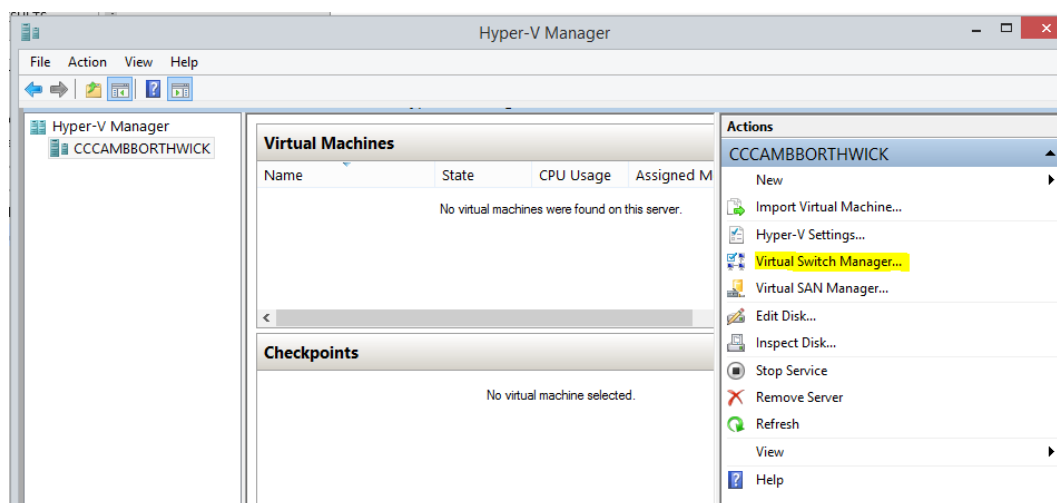 Hyper-V Manager
File Action View Help
Hyper-V Manager
CCCAMBBORTHWICK
Virtual Machines
Name State CPU Usage Assigned M
No virtual machines were found on this server.
Checkpoints
No virtual machine selected.
Actions
CCCAMBBORTHWICK
New
Import Virtual Machine...
Hyper-V Settings...
Virtual Switch Manager...
Virtual SAN Manager...
Edit Disk...
Inspect Disk...
Stop Service
Remove Server
Refresh
View
Help